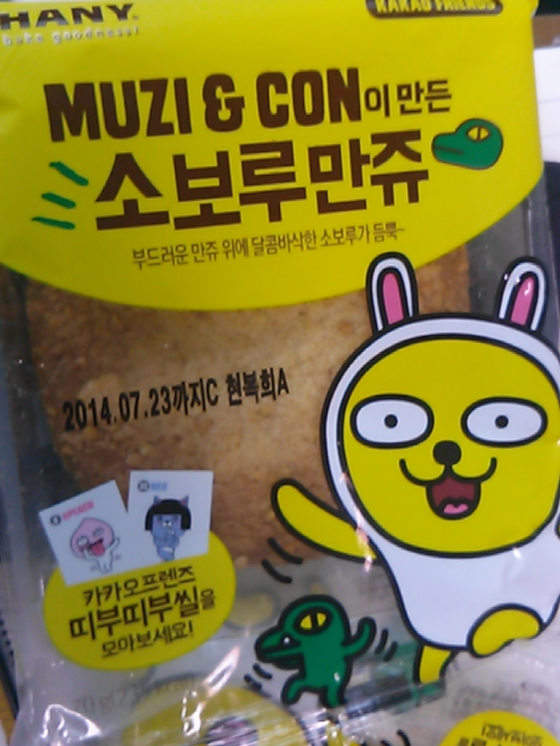 HANY.
bake goodness!
KAKAO FRIENDS
MUZI & CON이 만든
소보루만쥬
부드러운 만쥬 위에 달콤바삭한 소보루가 듬뿍~
2014.07.23까지C 현복희A
APEACH
NEO
카카오프렌즈
띠부띠부씰을
모아보세요!